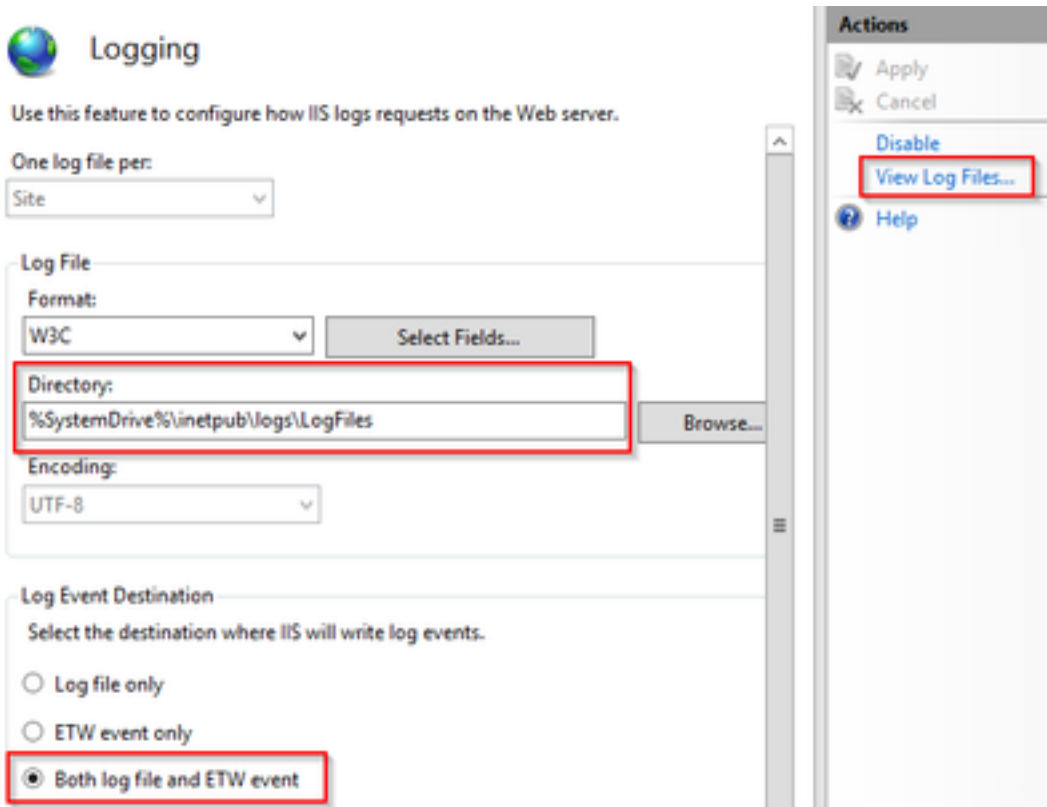 Logging
Use this feature to configure how IIS logs requests on the Web server.
One log file per:
Site
Log File
Format:
W3C
Select Fields...
Directory:
%SystemDrive%\inetpub\logs\LogFiles
Browse...
Encoding:
UTF-8
Log Event Destination
Select the destination where IIS will write log events.
Log file only
ETW event only
Both log file and ETW event
Actions
Apply
Cancel
Disable
View Log Files...
Help